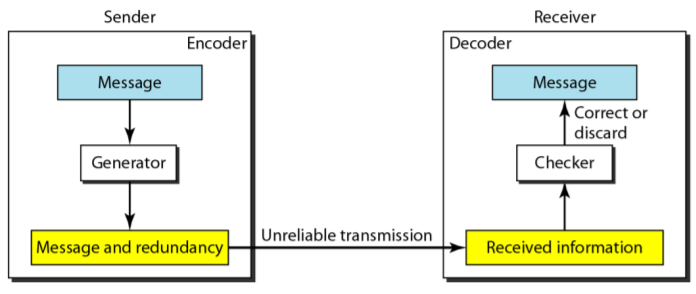 Sender
Receiver
Encoder
Decoder
Message
Message
Correct or
discard
Generator
Checker
Message and redundancy
Unreliable transmission
Received information